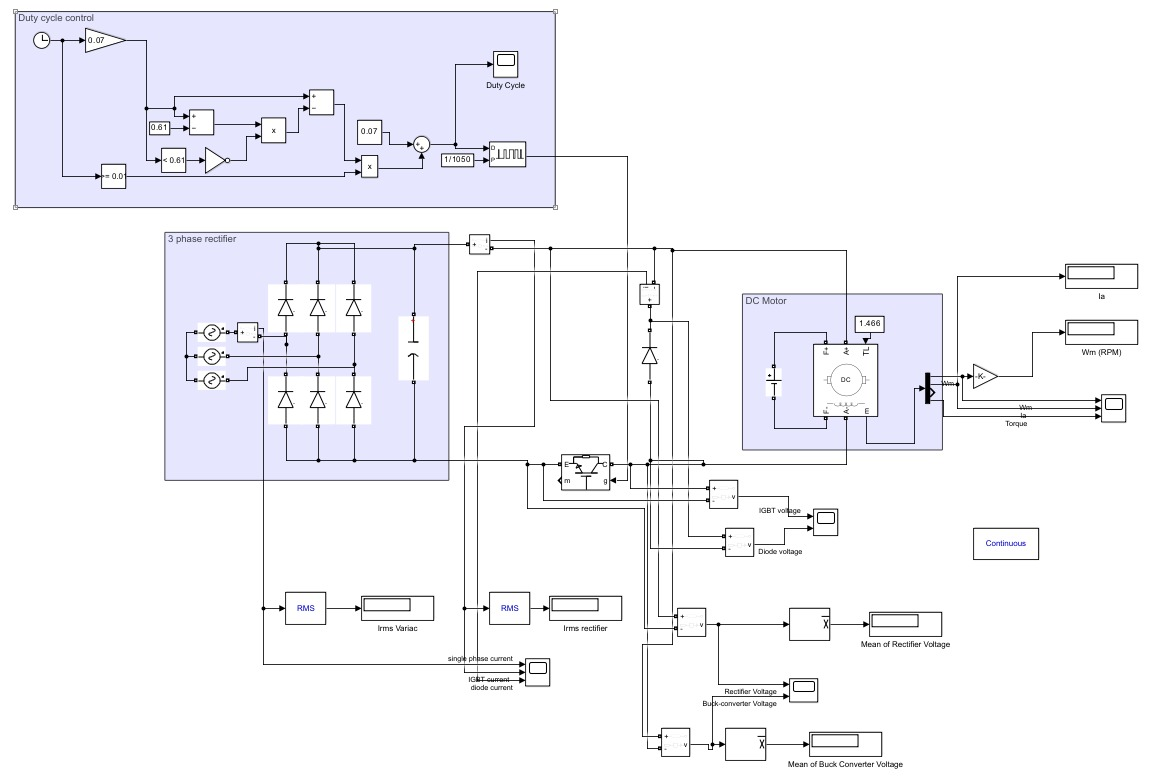 Duty cycle control
0.07
Duty Cycle
+
-
0.61
+
-
x
0.07
+
+
D
P
< 0.61
1/1050
x
>= 0.01
3 phase rectifier
+
i
-
i
-
+
DC Motor
Ia
1.466
+
i
-
F+
A+
TL
Wm (RPM)
DC
-K-
Wm
F-
A-
E
Wm
Ia
Torque
E
C
m
g
+
-
v
IGBT voltage
+
-
v
Diode voltage
Continuous
RMS
Irms Variac
RMS
Irms rectifier
+
-
v
x
Mean of Rectifier Voltage
single phase current
IGBT current
diode current
Rectifier Voltage
Buck-converter Voltage
+
-
v
x
Mean of Buck Converter Voltage